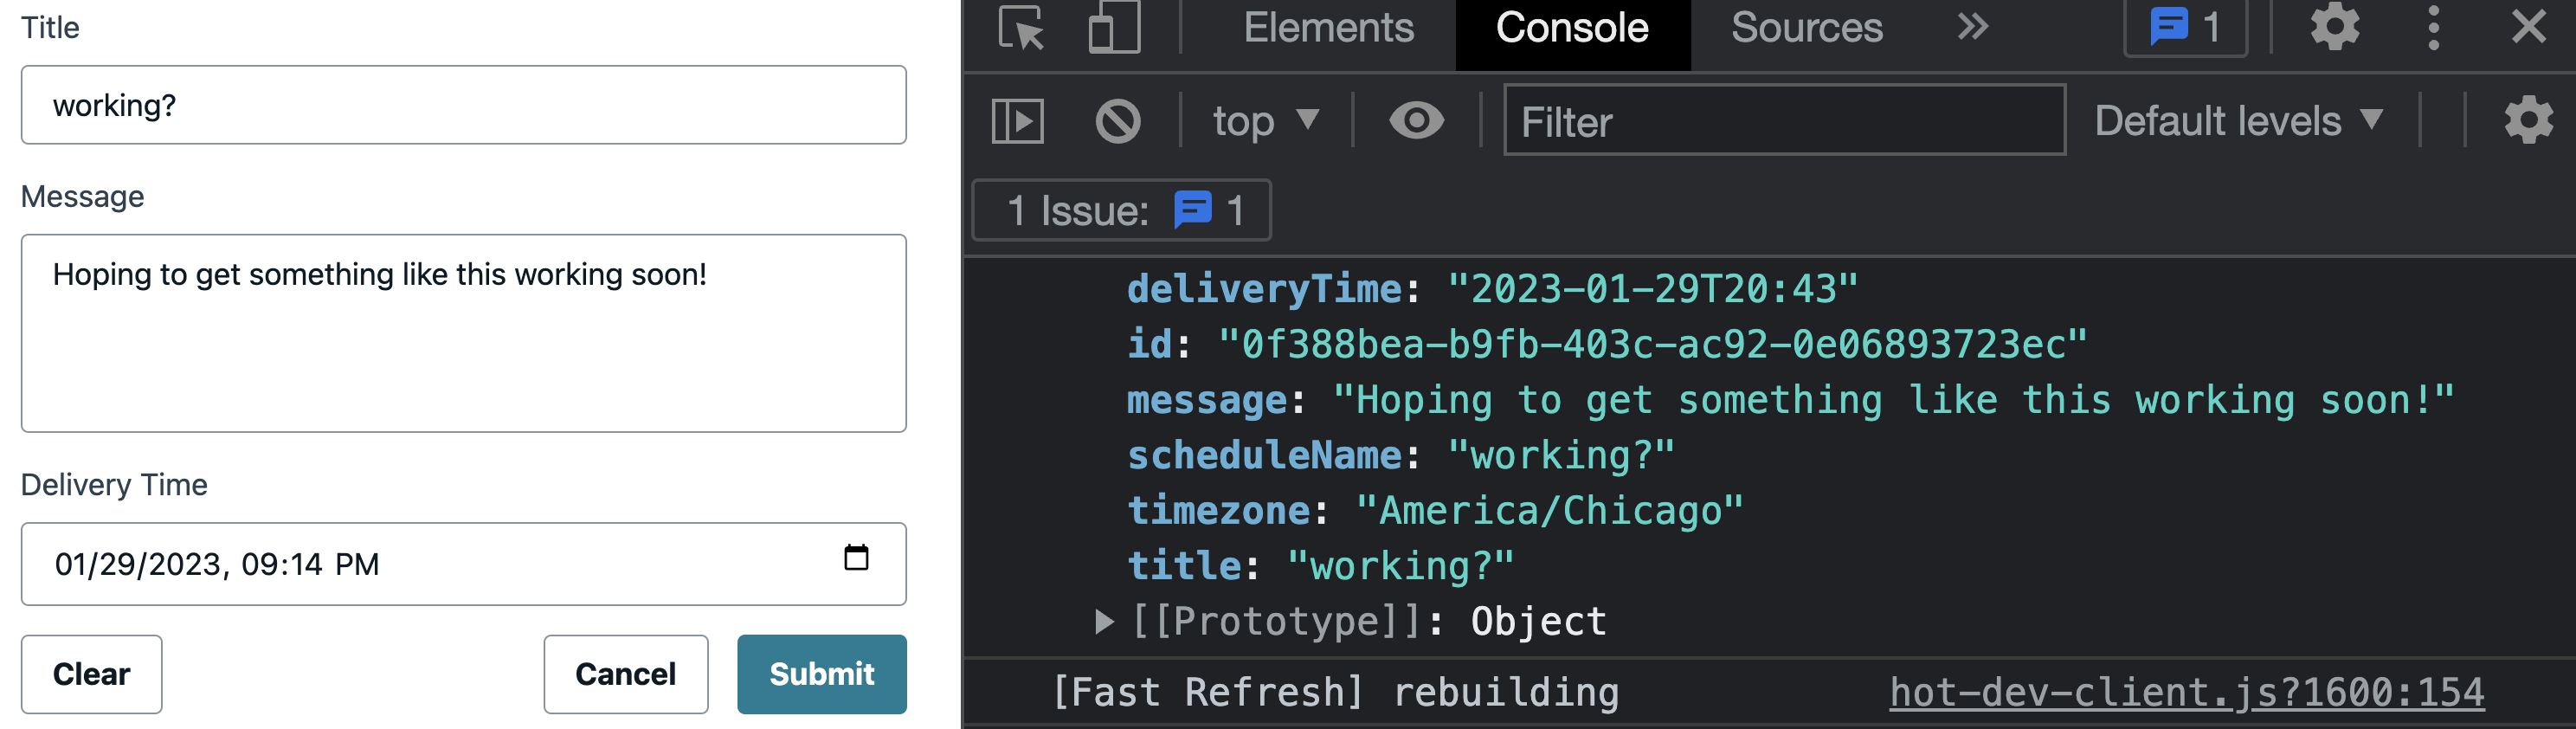 Title
working?
Message
Hoping to get something like this working soon!
Delivery Time
01/29/2023, 09:14 PM
Clear
Cancel
Submit
Elements
Console
Sources
1
top
Filter
Default levels
1 Issue: 1
deliveryTime: "2023-01-29T20:43"
id: "0f388bea-b9fb-403c-ac92-0e06893723ec"
message: "Hoping to get something like this working soon!"
scheduleName: "working?"
timezone: "America/Chicago"
title: "working?"
[[Prototype]]: Object
[Fast Refresh] rebuilding
hot-dev-client.js?1600:154